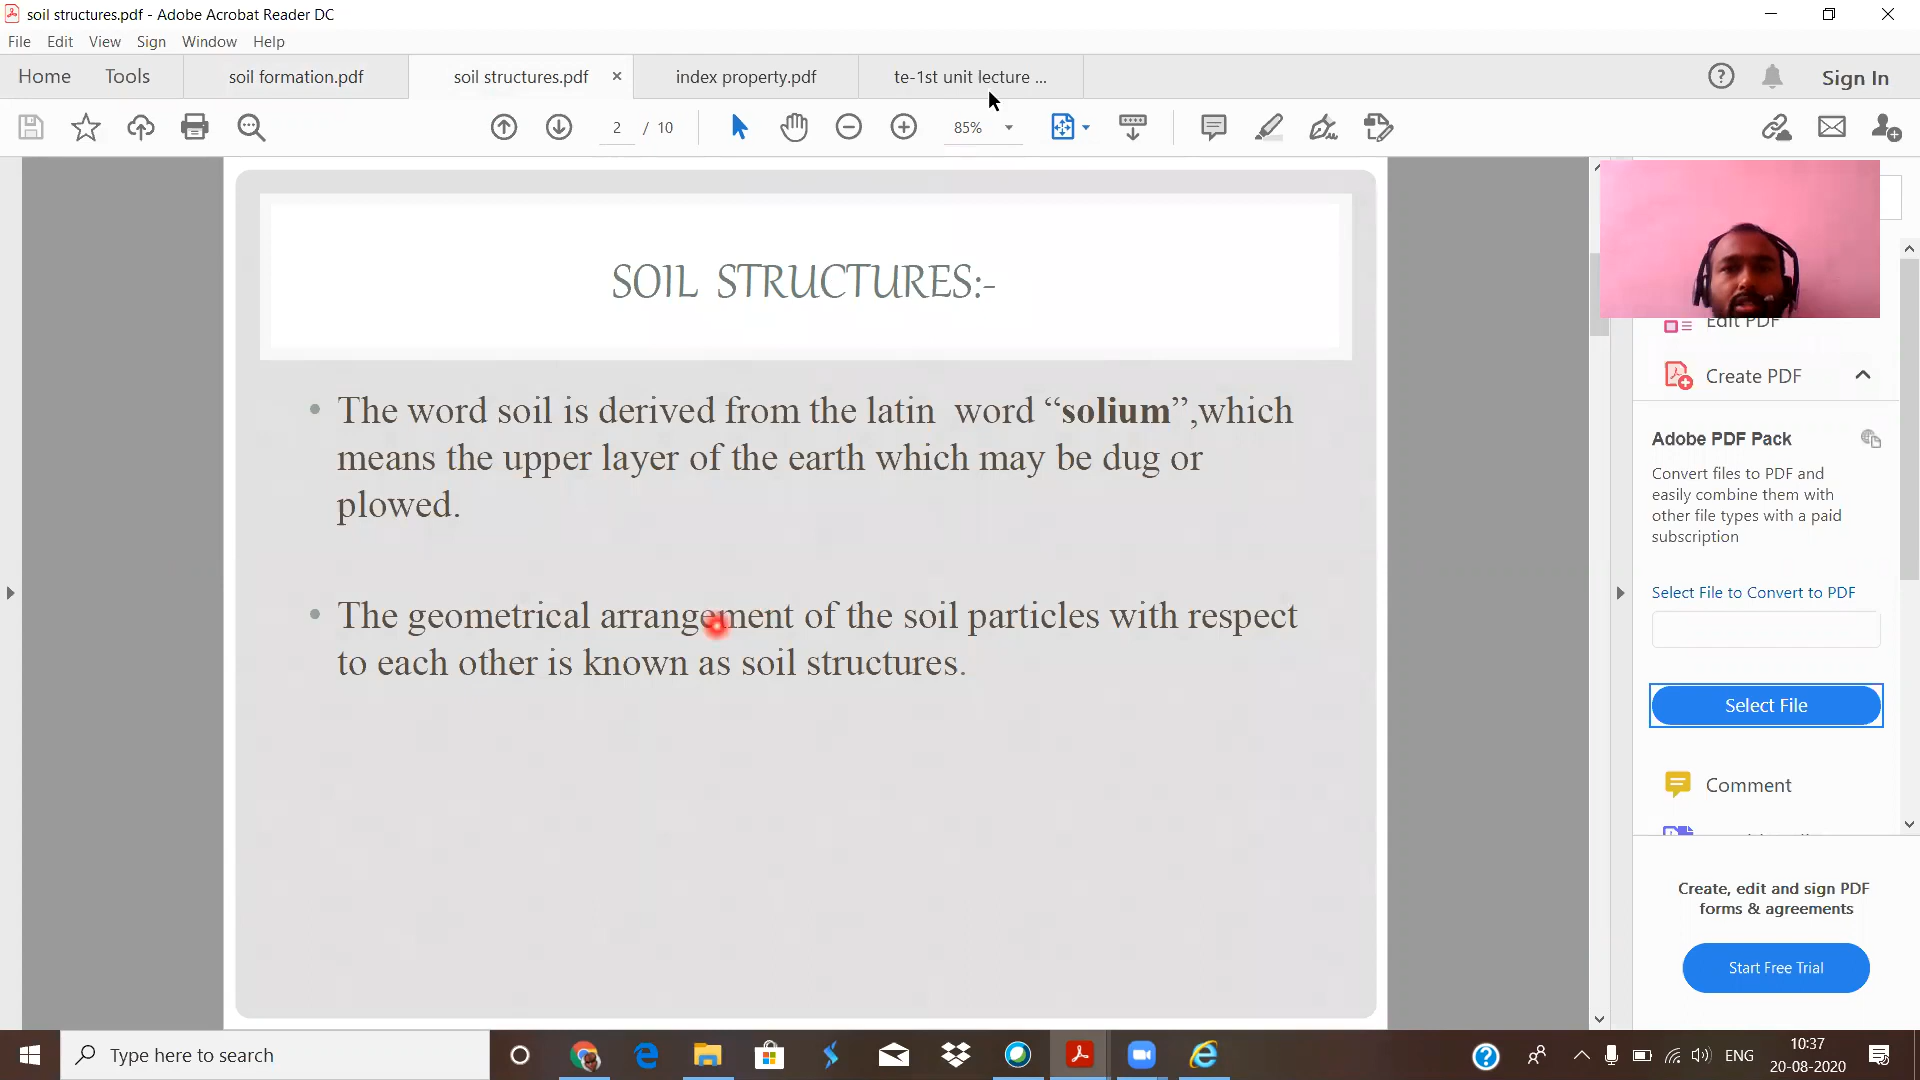 soil structures.pdf - Adobe Acrobat Reader DC
File Edit View Sign Window Help
Home Tools soil formation.pdf soil structures.pdf × index property.pdf te-1st unit lecture ... Sign In
2 / 10 85%
SOIL STRUCTURES:-
• The word soil is derived from the latin word “solium”,which
means the upper layer of the earth which may be dug or
plowed.
• The geometrical arrangement of the soil particles with respect
to each other is known as soil structures.
Edit PDF
Create PDF
Adobe PDF Pack
Convert files to PDF and
easily combine them with
other file types with a paid
subscription
Select File to Convert to PDF
Select File
Comment
Create, edit and sign PDF
forms & agreements
Start Free Trial
Type here to search
ENG
10:37
20-08-2020